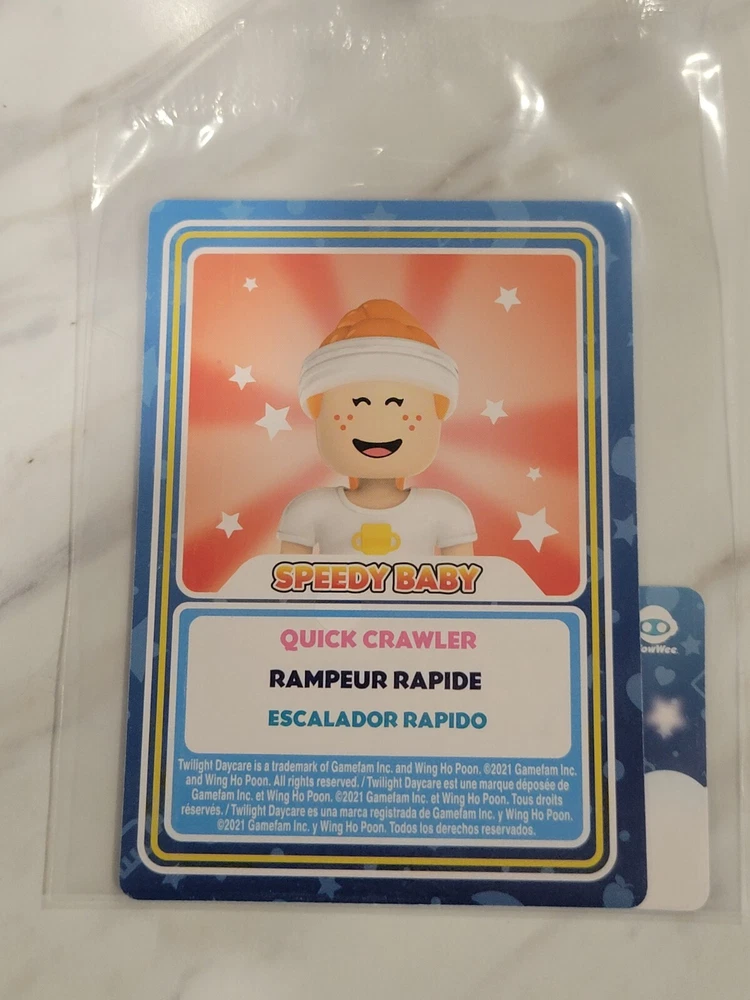 SPEEDY BABY
QUICK CRAWLER
RAMPEUR RAPIDE
ESCALADOR RAPIDO
Twilight Daycare is a trademark of Gamefam Inc. and Wing Ho Poon. ©2021 Gamefam Inc.
and Wing Ho Poon. All rights reserved. / Twilight Daycare est une marque déposée de
Gamefam Inc. et Wing Ho Poon. ©2021 Gamefam Inc. et Wing Ho Poon. Tous droits
réservés. / Twilight Daycare es una marca registrada de Gamefam Inc. y Wing Ho Poon.
©2021 Gamefam Inc. y Wing Ho Poon. Todos los derechos reservados.